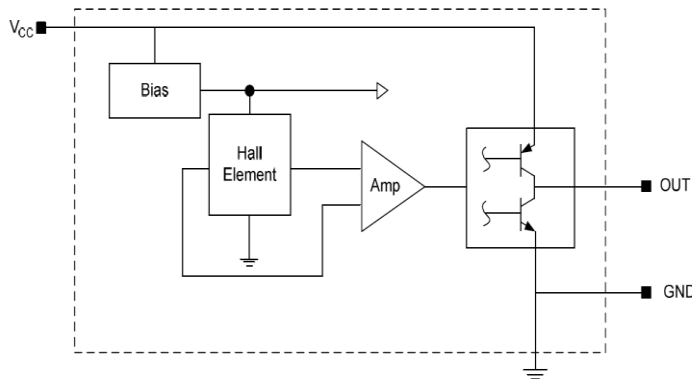 VCC
Bias
Hall
Element
Amp
OUT
GND